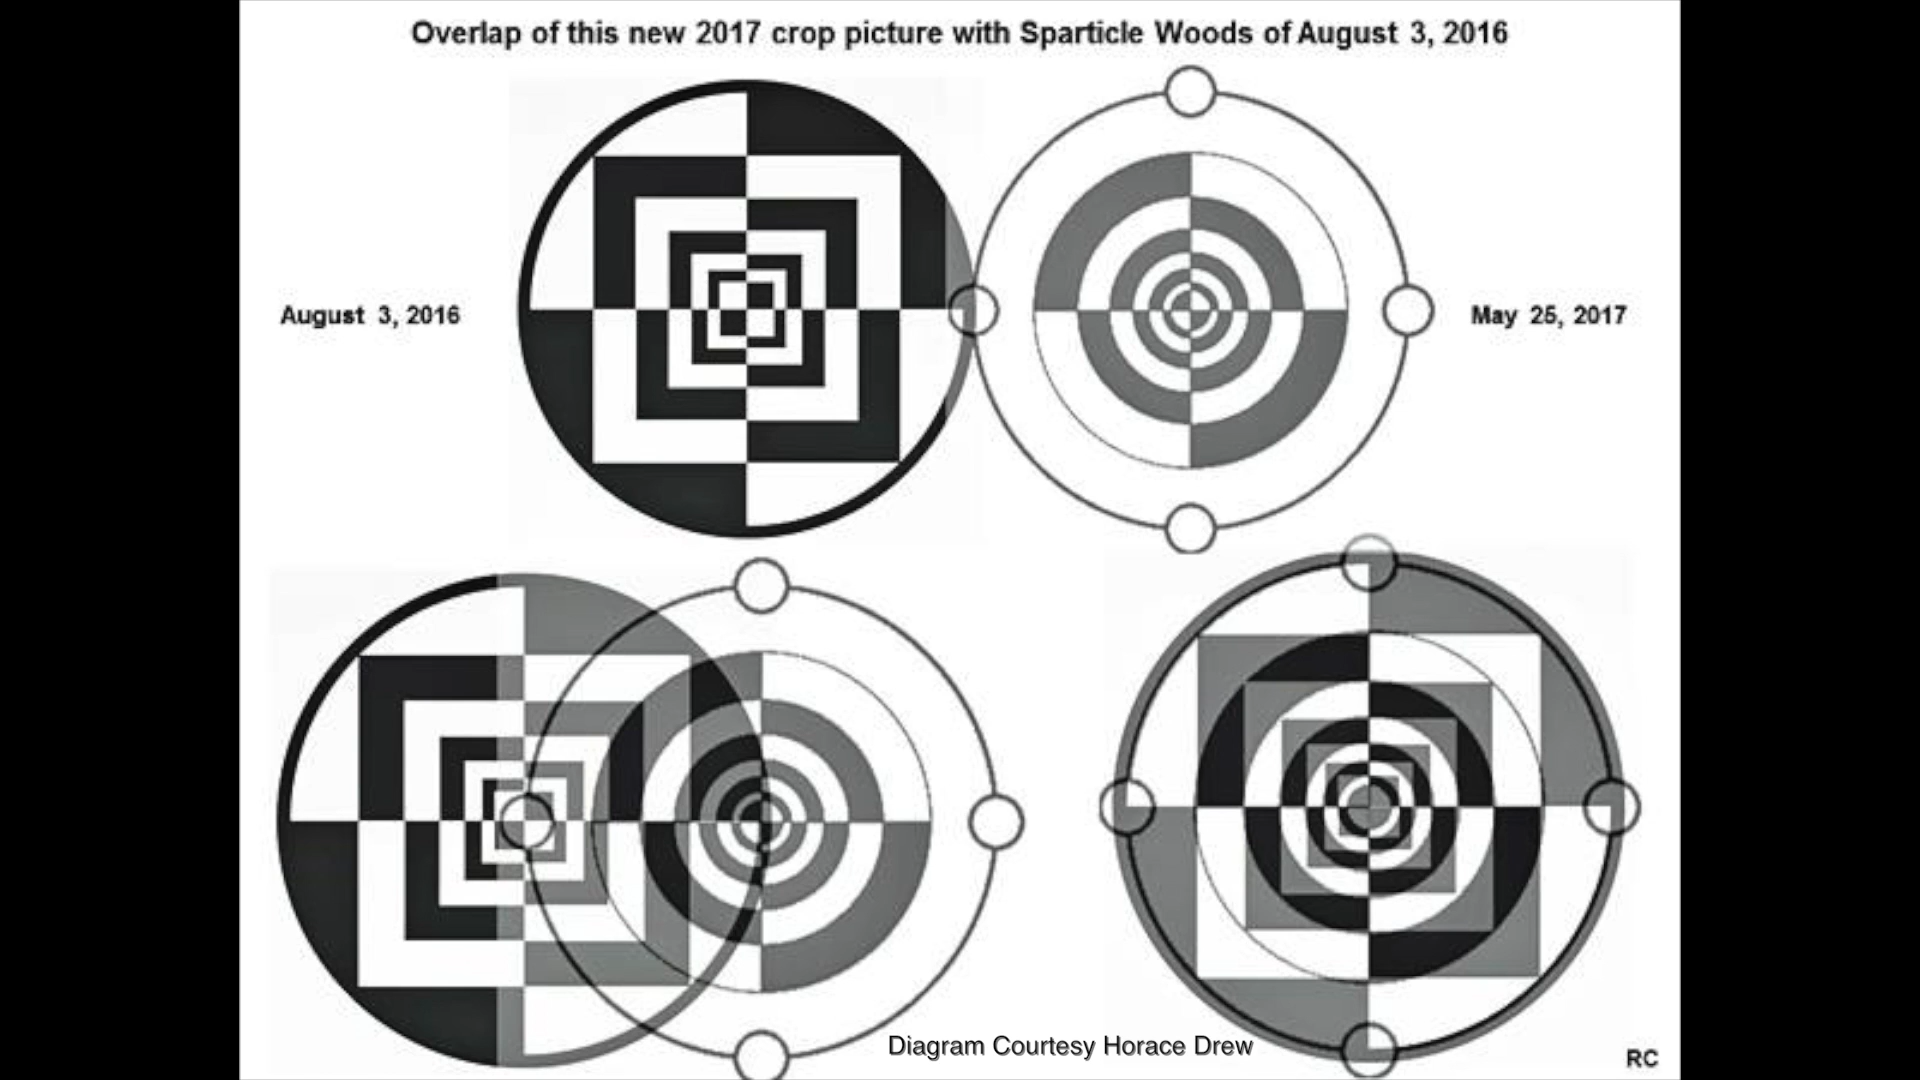 Overlap of this new 2017 crop picture with Sparticle Woods of August 3, 2016
August 3, 2016
May 25, 2017
Diagram Courtesy Horace Drew
RC